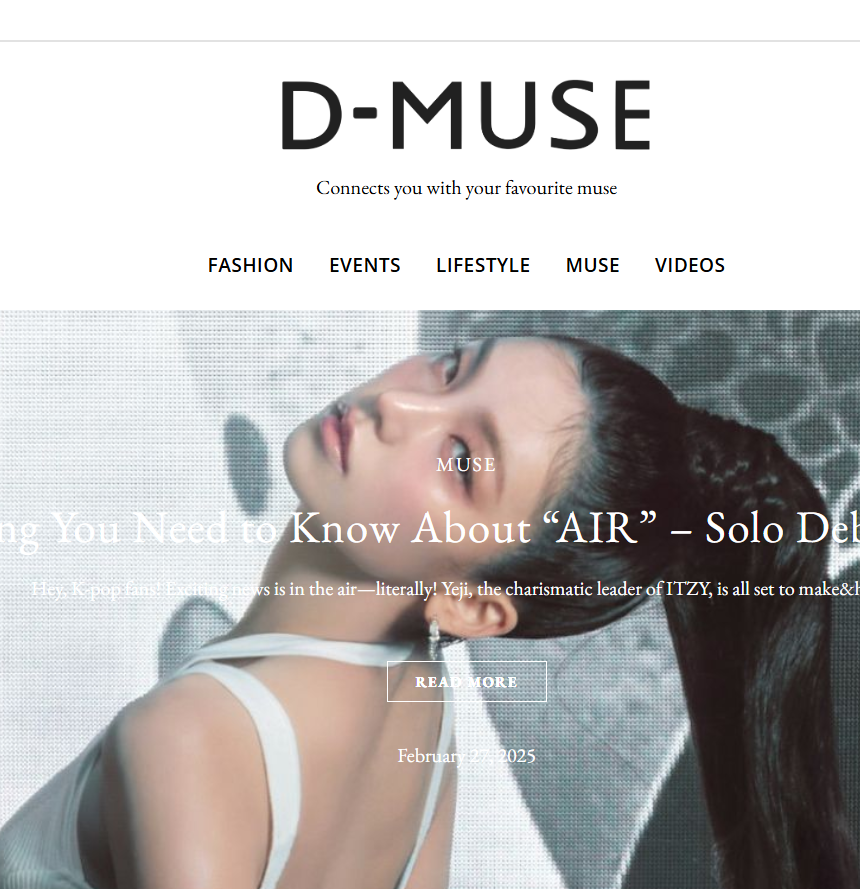 D-MUSE
Connects you with your favourite muse
FASHION EVENTS LIFESTYLE MUSE VIDEOS
MUSE
You Need to Know About “AIR” – Solo
Hey, K-pop fans! Exciting news is in the air—literally! Yeji, the charismatic leader of ITZY, is all set to make
READ MORE
February 27, 2025